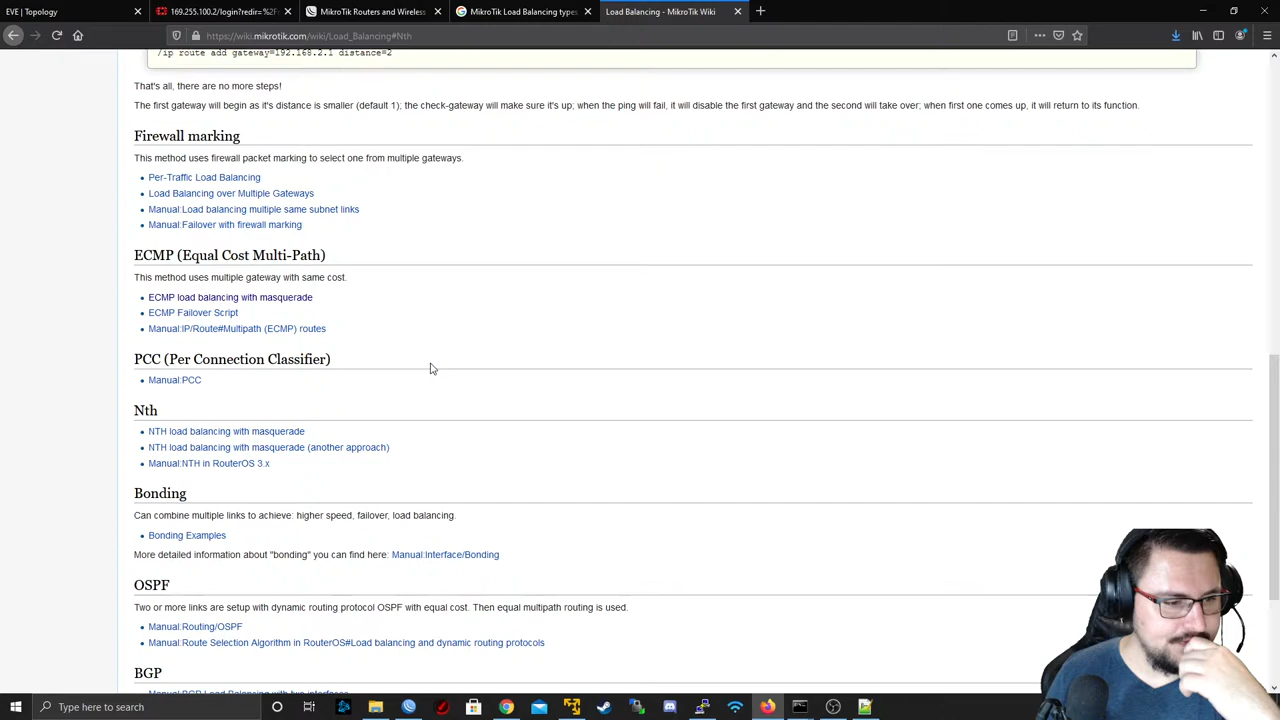 EVE | Topology
169.255.100.2/login?redir=%2F
MikroTik Routers and Wireless
MikroTik Load Balancing types
Load Balancing - MikroTik Wiki
https://wiki.mikrotik.com/wiki/Load_Balancing#Nth
/ip route add gateway=192.168.2.1 distance=2
That's all, there are no more steps!
The first gateway will begin as it's distance is smaller (default 1); the check-gateway will make sure it's up; when the ping will fail, it will disable the first gateway and the second will take over; when first one comes up, it will return to its function.
Firewall marking
This method uses firewall packet marking to select one from multiple gateways.
Per-Traffic Load Balancing
Load Balancing over Multiple Gateways
Manual:Load balancing multiple same subnet links
Manual:Failover with firewall marking
ECMP (Equal Cost Multi-Path)
This method uses multiple gateway with same cost.
ECMP load balancing with masquerade
ECMP Failover Script
Manual:IP/Route#Multipath (ECMP) routes
PCC (Per Connection Classifier)
Manual:PCC
Nth
NTH load balancing with masquerade
NTH load balancing with masquerade (another approach)
Manual:NTH in RouterOS 3.x
Bonding
Can combine multiple links to achieve: higher speed, failover, load balancing.
Bonding Examples
More detailed information about "bonding" you can find here: Manual:Interface/Bonding
OSPF
Two or more links are setup with dynamic routing protocol OSPF with equal cost. Then equal multipath routing is used.
Manual:Routing/OSPF
Manual:Route Selection Algorithm in RouterOS#Load balancing and dynamic routing protocols
BGP
Manual:BGP Load Balancing with two interfaces
Type here to search